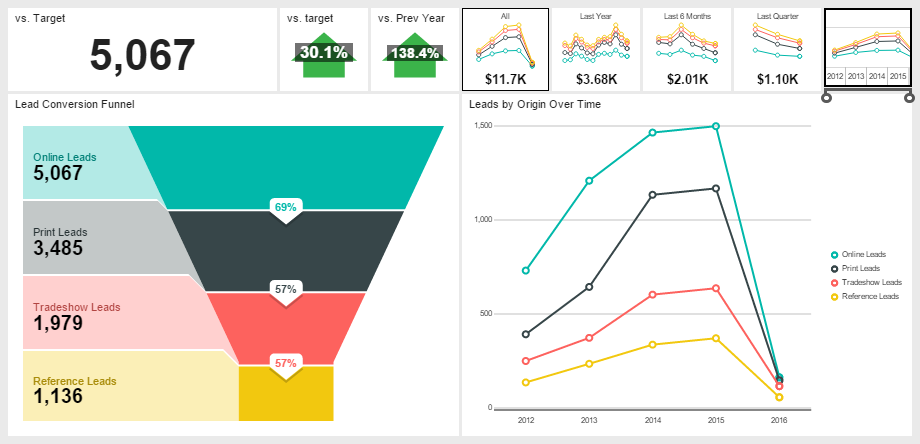 vs. Target
5,067
vs. target
30.1%
vs. Prev Year
138.4%
All
$11.7K
Last Year
$3.68K
Last 6 Months
$2.01K
Last Quarter
$1.10K
2012 2013 2014 2015
Lead Conversion Funnel
Online Leads
5,067
69%
Print Leads
3,485
57%
Tradeshow Leads
1,979
57%
Reference Leads
1,136
Leads by Origin Over Time
1,500
1,000
500
0
2012 2013 2014 2015 2016
Online Leads
Print Leads
Tradeshow Leads
Reference Leads